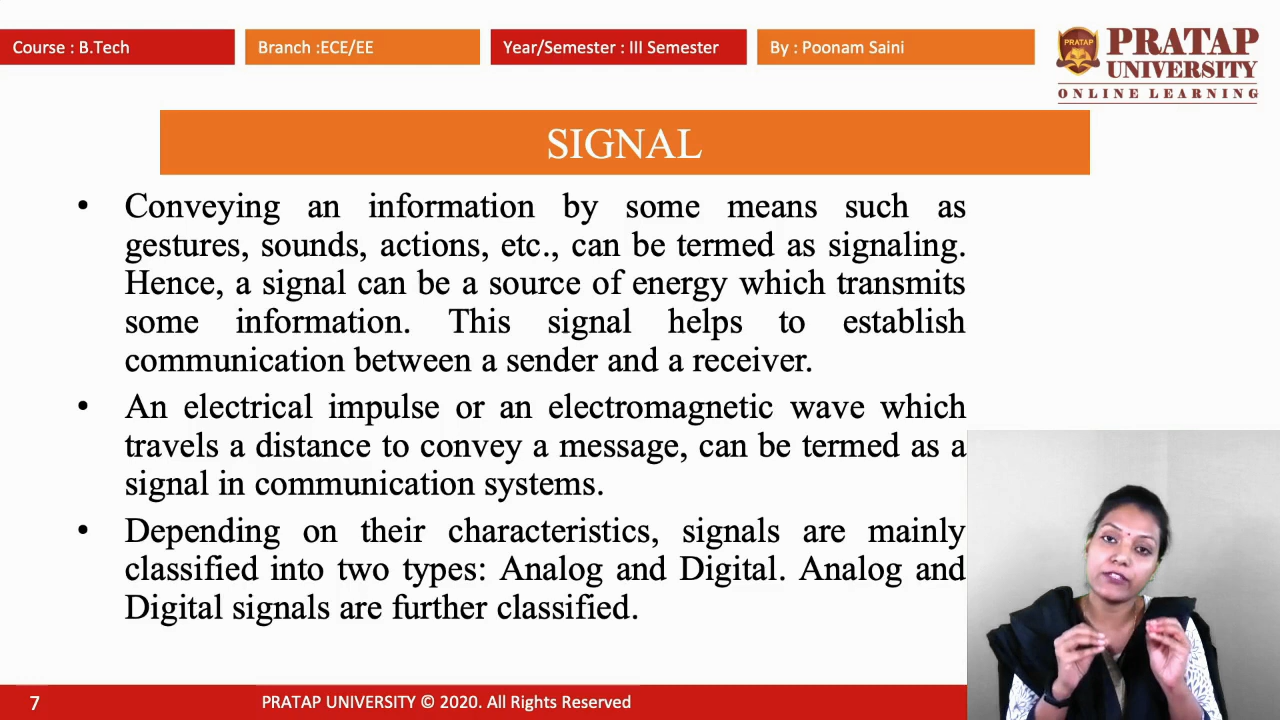 Course : B.Tech
Branch :ECE/EE
Year/Semester : III Semester
By : Poonam Saini
PRATAP
PRATAP
UNIVERSITY
ONLINE LEARNING
SIGNAL
• Conveying an information by some means such as
gestures, sounds, actions, etc., can be termed as signaling.
Hence, a signal can be a source of energy which transmits
some information. This signal helps to establish
communication between a sender and a receiver.
• An electrical impulse or an electromagnetic wave which
travels a distance to convey a message, can be termed as a
signal in communication systems.
• Depending on their characteristics, signals are mainly
classified into two types: Analog and Digital. Analog and
Digital signals are further classified.
7
PRATAP UNIVERSITY © 2020. All Rights Reserved